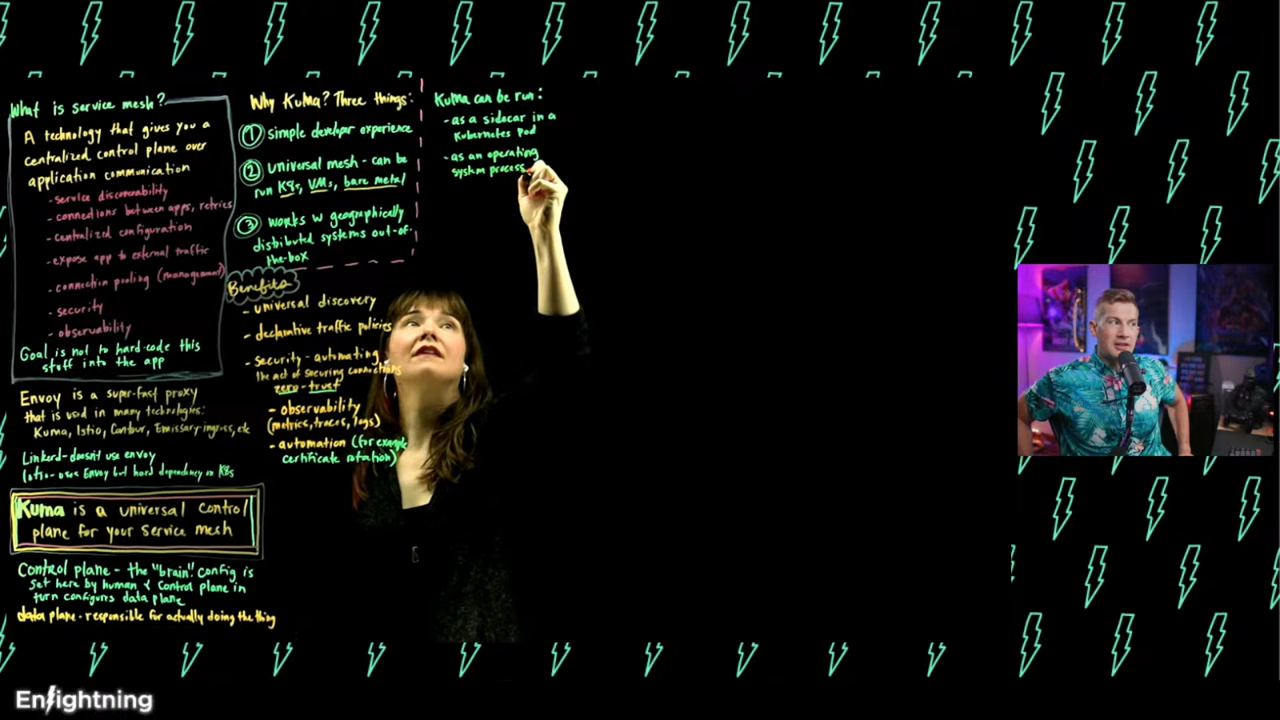 What is service mesh?
A technology that gives you a
centralized control plane over
application communication
- service discoverability
- connections between apps, retries
- centralized configuration
- expose app to external traffic
- connection pooling (management)
- security
- observability
Goal is not to hard-code this
stuff into the app
Envoy is a super-fast proxy
that is used in many technologies:
Kuma, Istio, Contour, Emissary-ingress, etc
Linkerd - doesn't use envoy
Istio - uses Envoy but hard dependency on K8s
Kuma is a universal control
plane for your service mesh
Control plane - the "brain". Config is
set here by human & control plane in
turn configures data plane
data plane - responsible for actually doing the thing
Why Kuma? Three things:
1 simple developer experience
2 universal mesh - can be
run K8s, VMs, bare metal
3 works w geographically
distibuted systems out-of-
the-box
Benefits
- universal discovery
- declarative traffic policies
- security - automating
the act of securing connections
zero-trust
- observability
(metrics, traces, logs)
- automation (for example
certificate rotation)
Kuma can be run:
- as a sidecar in a
Kubernetes pod
- as an operating
system process
Enlightning